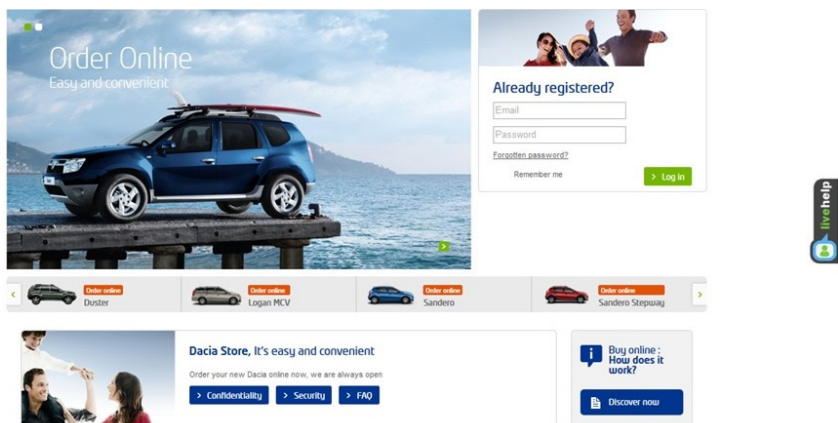 Order Online
Easy and convenient
Already registered?
Email
Password
Forgotten password?
Remember me
> Log in
livehelp
Order online
Duster
Order online
Logan MCV
Order online
Sandero
Order online
Sandero Stepway
Dacia Store, It's easy and convenient
Order your new Dacia online now, we are always open
> Confidentiality
> Security
> FAQ
Buy online :
How does it
work?
Discover now